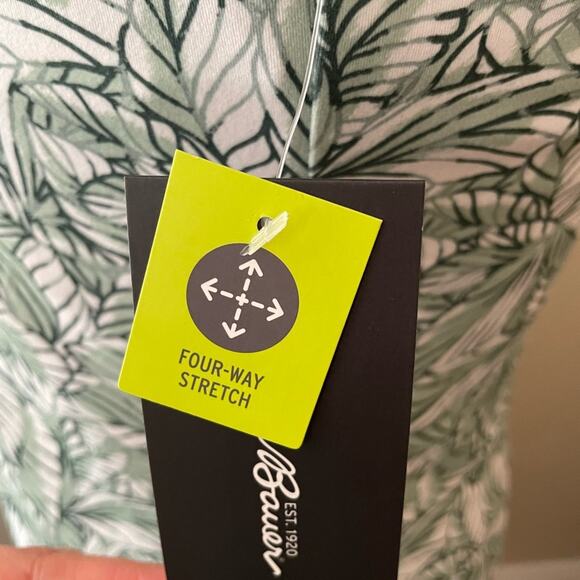 FOUR-WAY
STRETCH
Bauer
EST. 1920